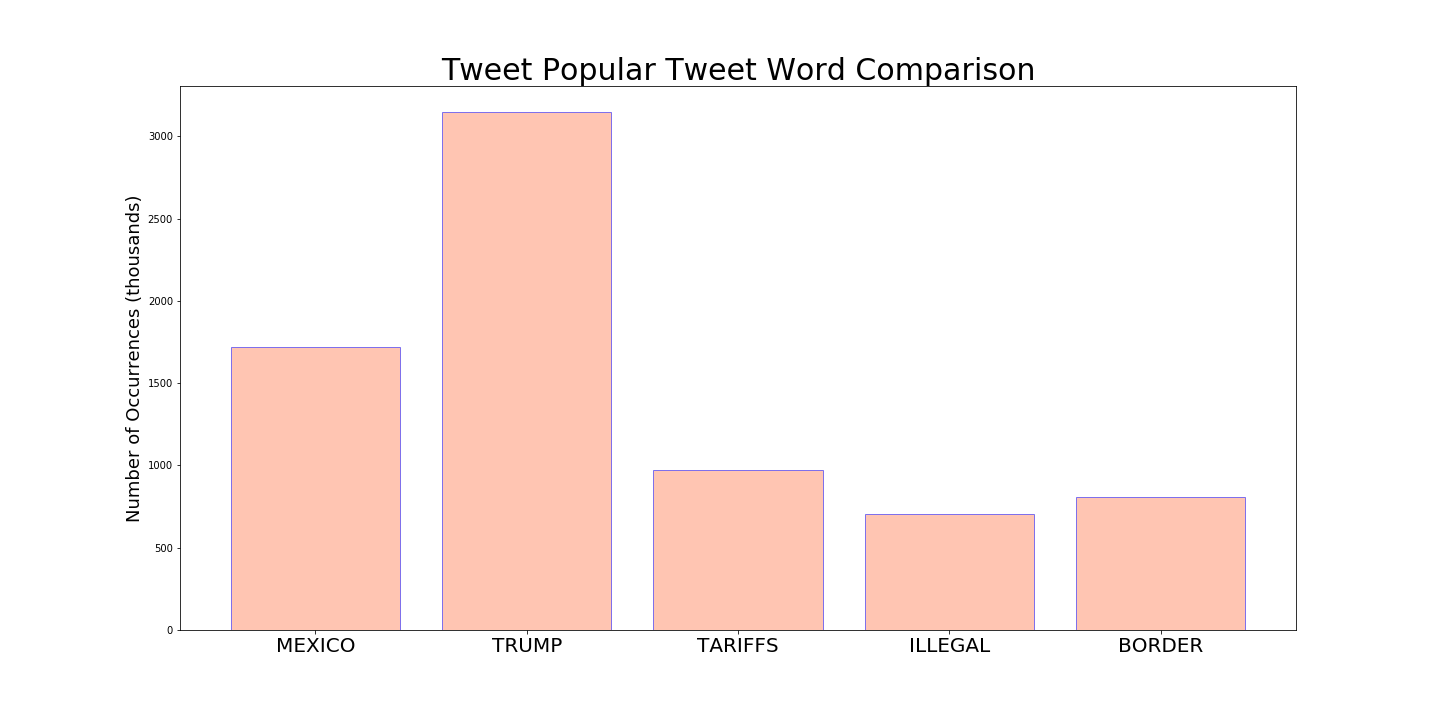 Tweet Popular Tweet Word Comparison
Number of Occurrences (thousands)
3000
2500
2000
1500
1000
500
0
MEXICO TRUMP TARIFFS ILLEGAL BORDER